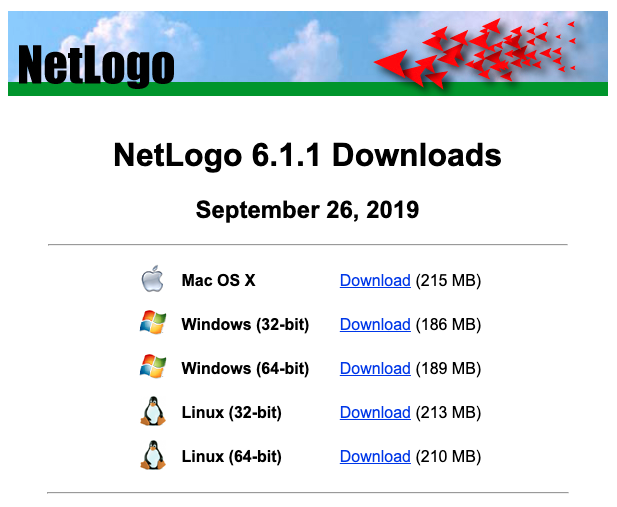 NetLogo
NetLogo 6.1.1 Downloads
September 26, 2019
Mac OS X Download (215 MB)
Windows (32-bit) Download (186 MB)
Windows (64-bit) Download (189 MB)
Linux (32-bit) Download (213 MB)
Linux (64-bit) Download (210 MB)